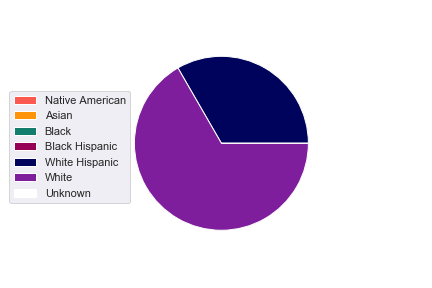 Native American
Asian
Black
Black Hispanic
White Hispanic
White
Unknown